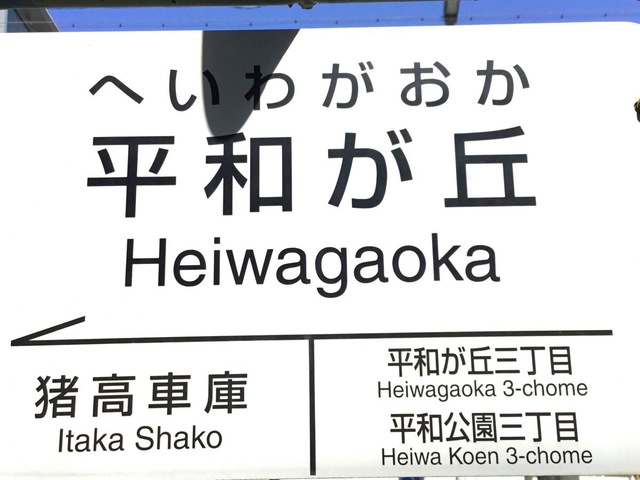 へいわがおか
平和が丘
Heiwagaoka
猪高車庫
Itaka Shako
平和が丘三丁目
Heiwagaoka 3-chome
平和公園三丁目
Heiwa Koen 3-chome